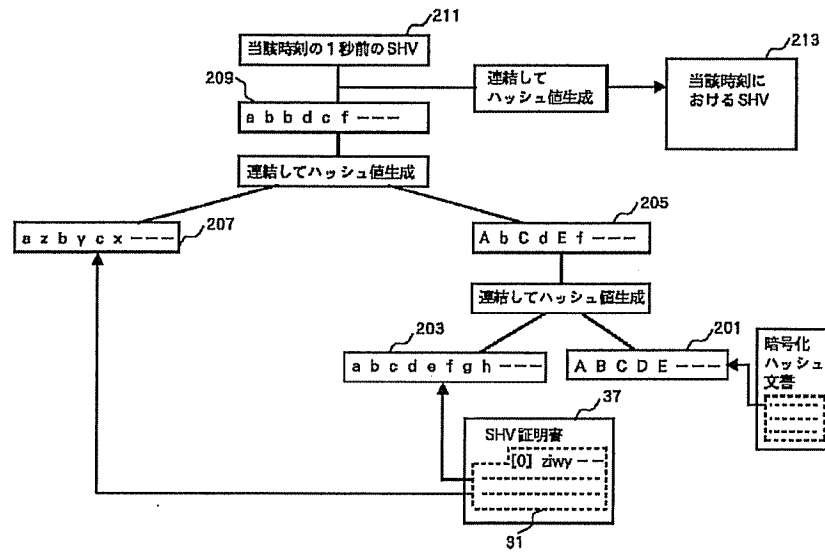 211
当該時刻の1秒前のSHV
213
209
連結して
ハッシュ値生成
当該時刻に
おけるSHV
a b b d c f ---
連結してハッシュ値生成
205
a z b y c x ---
207
A b C d E f ---
連結してハッシュ値生成
203
201
a b c d e f g h ---
A B C D E ---
暗号化
ハッシュ
文書
37
SHV証明書
[0] ziwy --
31